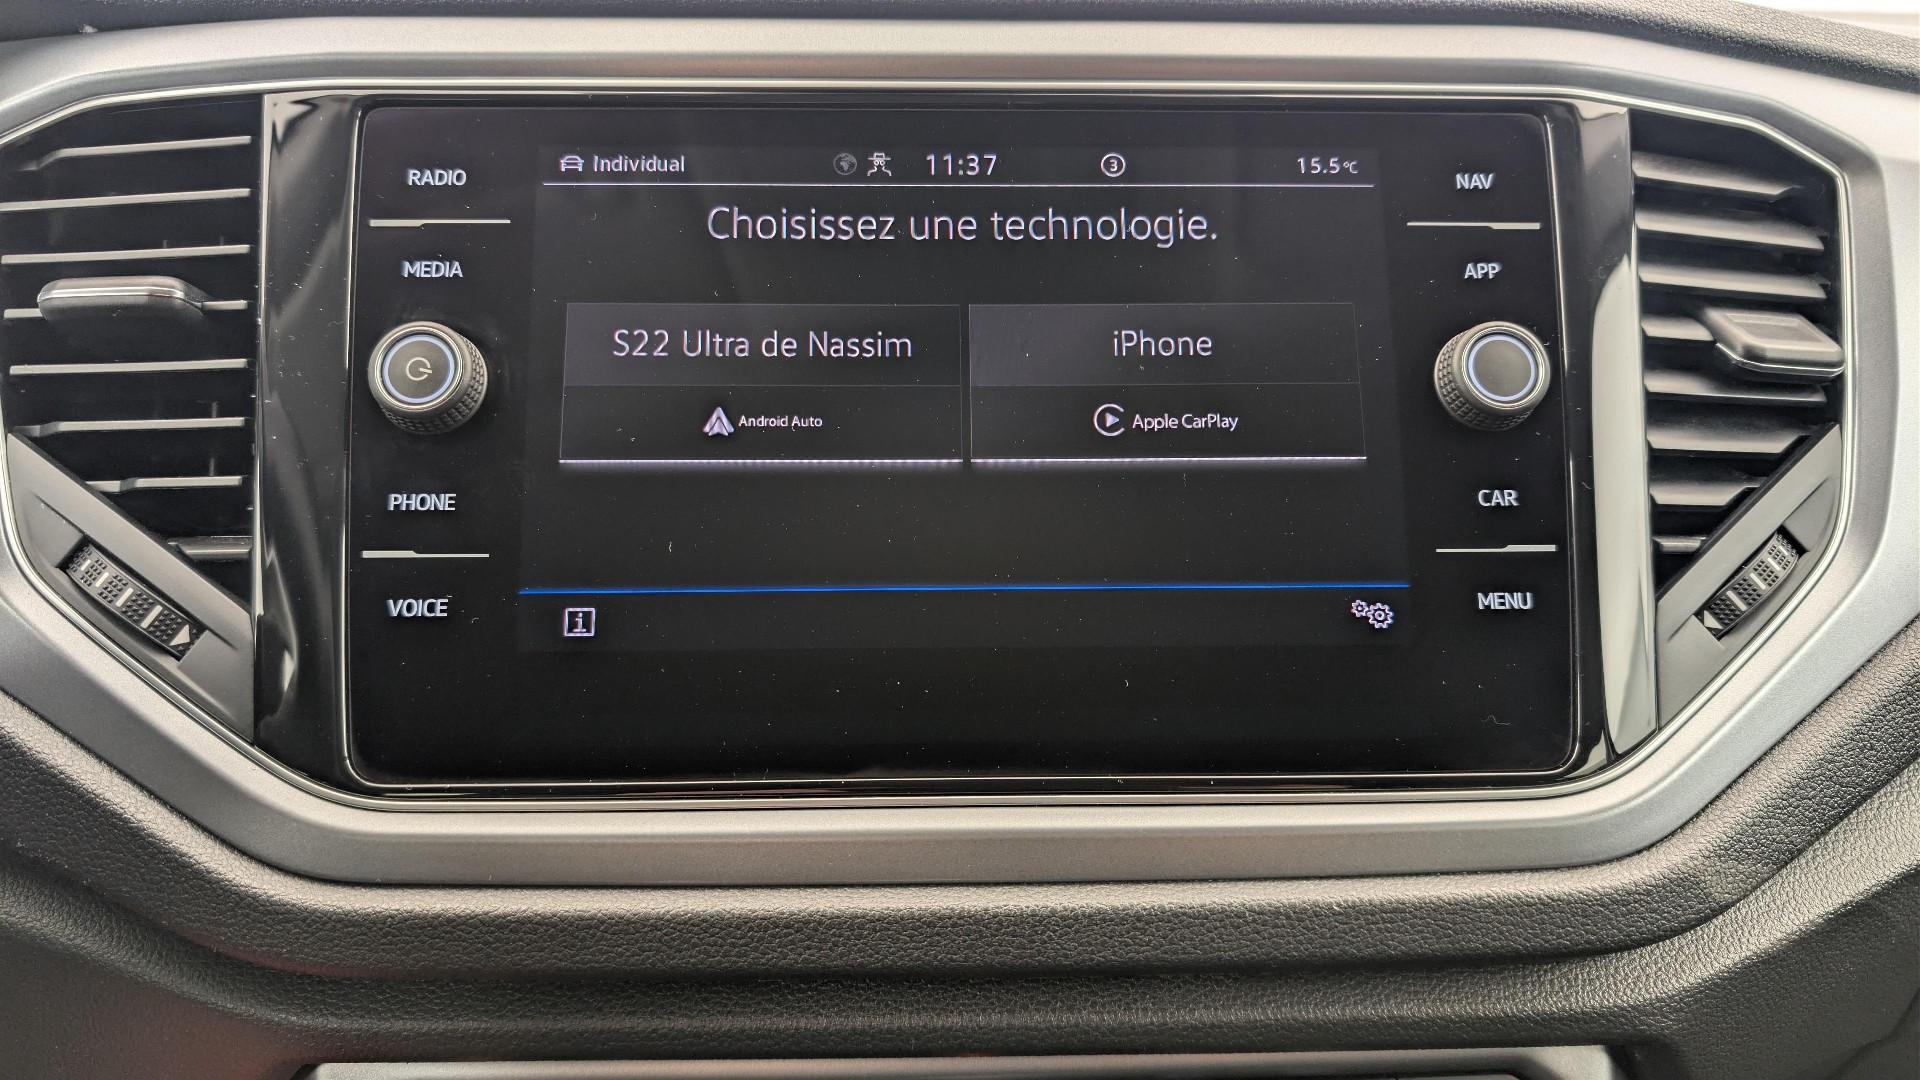 RADIO
MEDIA
PHONE
VOICE
Individual 11:37 3 15.5°C
Choisissez une technologie.
S22 Ultra de Nassim
Android Auto
iPhone
Apple CarPlay
i
NAV
APP
CAR
MENU